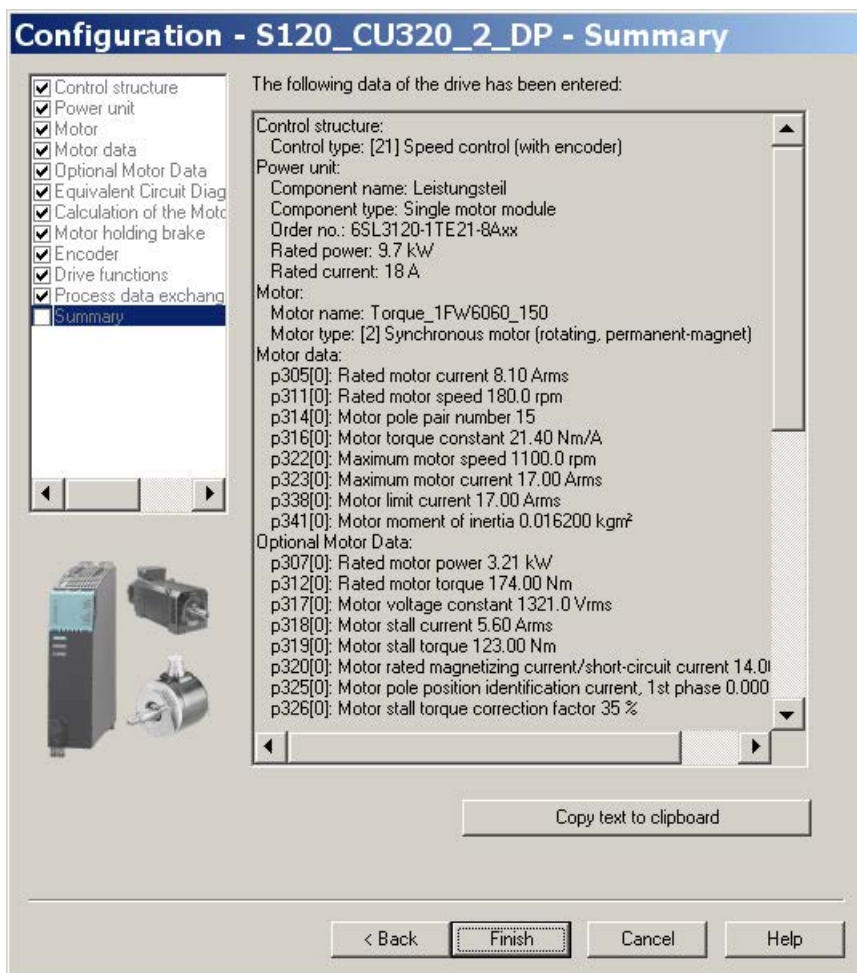 Configuration - S120_CU320_2_DP - Summary
Control structure
Power unit
Motor
Motor data
Optional Motor Data
Equivalent Circuit Diag
Calculation of the Moto
Motor holding brake
Encoder
Drive functions
Process data exchang
Summary
The following data of the drive has been entered:
Control structure:
Control type: [21] Speed control (with encoder)
Power unit:
Component name: Leistungsteil
Component type: Single motor module
Order no.: 6SL3120-1TE21-8Axx
Rated power: 9.7 kW
Rated current: 18 A
Motor:
Motor name: Torque_1FW6060_150
Motor type: [2] Synchronous motor (rotating, permanent-magnet)
Motor data:
p305[0]: Rated motor current 8.10 Arms
p311[0]: Rated motor speed 180.0 rpm
p314[0]: Motor pole pair number 15
p316[0]: Motor torque constant 21.40 Nm/A
p322[0]: Maximum motor speed 1100.0 rpm
p323[0]: Maximum motor current 17.00 Arms
p338[0]: Motor limit current 17.00 Arms
p341[0]: Motor moment of inertia 0.016200 kgm²
Optional Motor Data:
p307[0]: Rated motor power 3.21 kW
p312[0]: Rated motor torque 174.00 Nm
p317[0]: Motor voltage constant 1321.0 Vrms
p318[0]: Motor stall current 5.60 Arms
p319[0]: Motor stall torque 123.00 Nm
p320[0]: Motor rated magnetizing current/short-circuit current 14.00
p325[0]: Motor pole position identification current, 1st phase 0.000
p326[0]: Motor stall torque correction factor 35 %
Copy text to clipboard
< Back
Finish
Cancel
Help